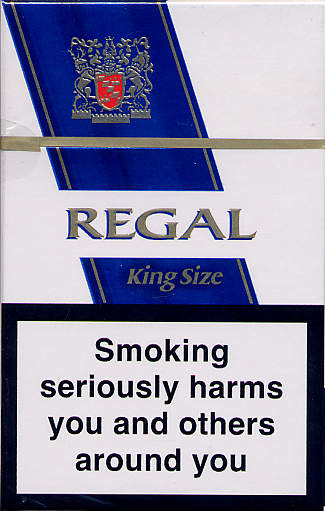 REGAL
King Size
Smoking
seriously harms
you and others
around you